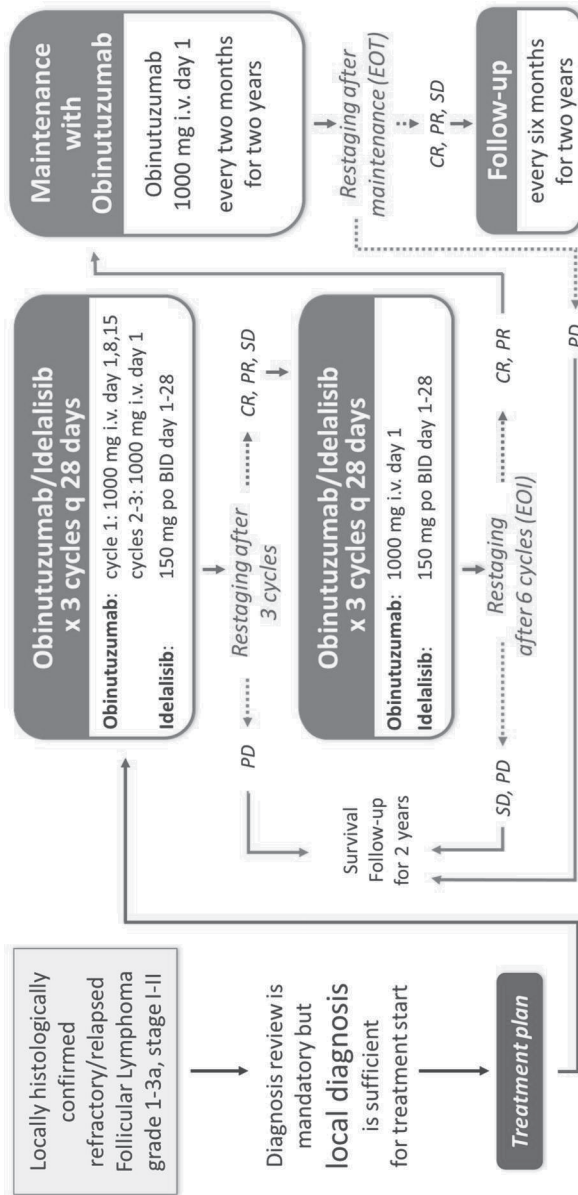 Locally histologically
confirmed
refractory/relapsed
Follicular Lymphoma
grade 1-3a, stage I-II
Diagnosis review is
mandatory but
local diagnosis
is sufficient
for treatment start
Treatment plan
Obinutuzumab/Idelalisib
x 3 cycles q 28 days
Obinutuzumab: cycle 1: 1000 mg i.v. day 1,8,15
cycles 2-3: 1000 mg i.v. day 1
Idelalisib: 150 mg po BID day 1-28
Restaging after
3 cycles
PD
CR, PR, SD
Survival
Follow-up
for 2 years
Obinutuzumab/Idelalisib
x 3 cycles q 28 days
Obinutuzumab: 1000 mg i.v. day 1
Idelalisib: 150 mg po BID day 1-28
Restaging
after 6 cycles (EOI)
SD, PD
CR, PR
PD
Maintenance
with
Obinutuzumab
Obinutuzumab
1000 mg i.v. day 1
every two months
for two years
Restaging after
maintenance (EOT)
CR, PR, SD
Follow-up
every six months
for two years